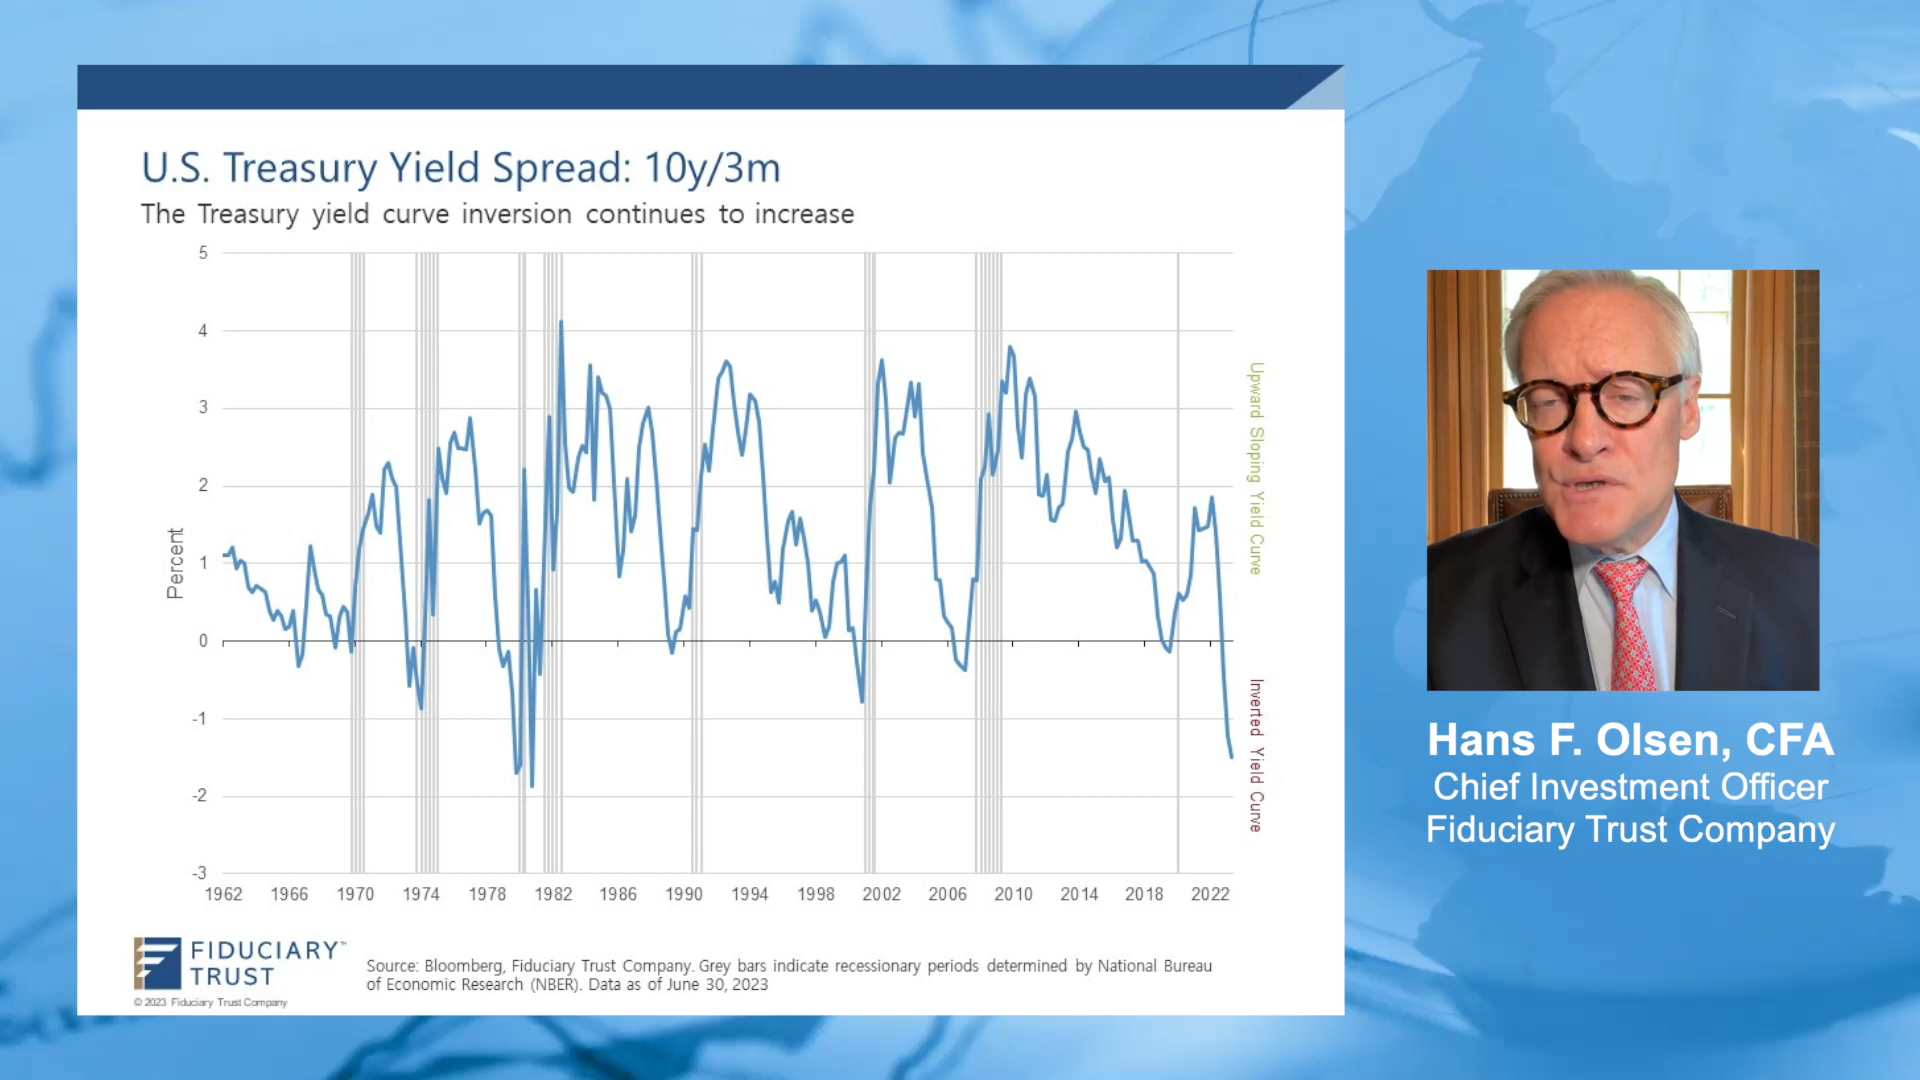 U.S. Treasury Yield Spread: 10y/3m
The Treasury yield curve inversion continues to increase
5
4
3
2
1
0
-1
-2
-3
Percent
Upward Sloping Yield Curve
Inverted Yield Curve
1962 1966 1970 1974 1978 1982 1986 1990 1994 1998 2002 2006 2010 2014 2018 2022
FIDUCIARY™
TRUST
© 2023 Fiduciary Trust Company
Source: Bloomberg, Fiduciary Trust Company. Grey bars indicate recessionary periods determined by National Bureau
of Economic Research (NBER). Data as of June 30, 2023
Hans F. Olsen, CFA
Chief Investment Officer
Fiduciary Trust Company